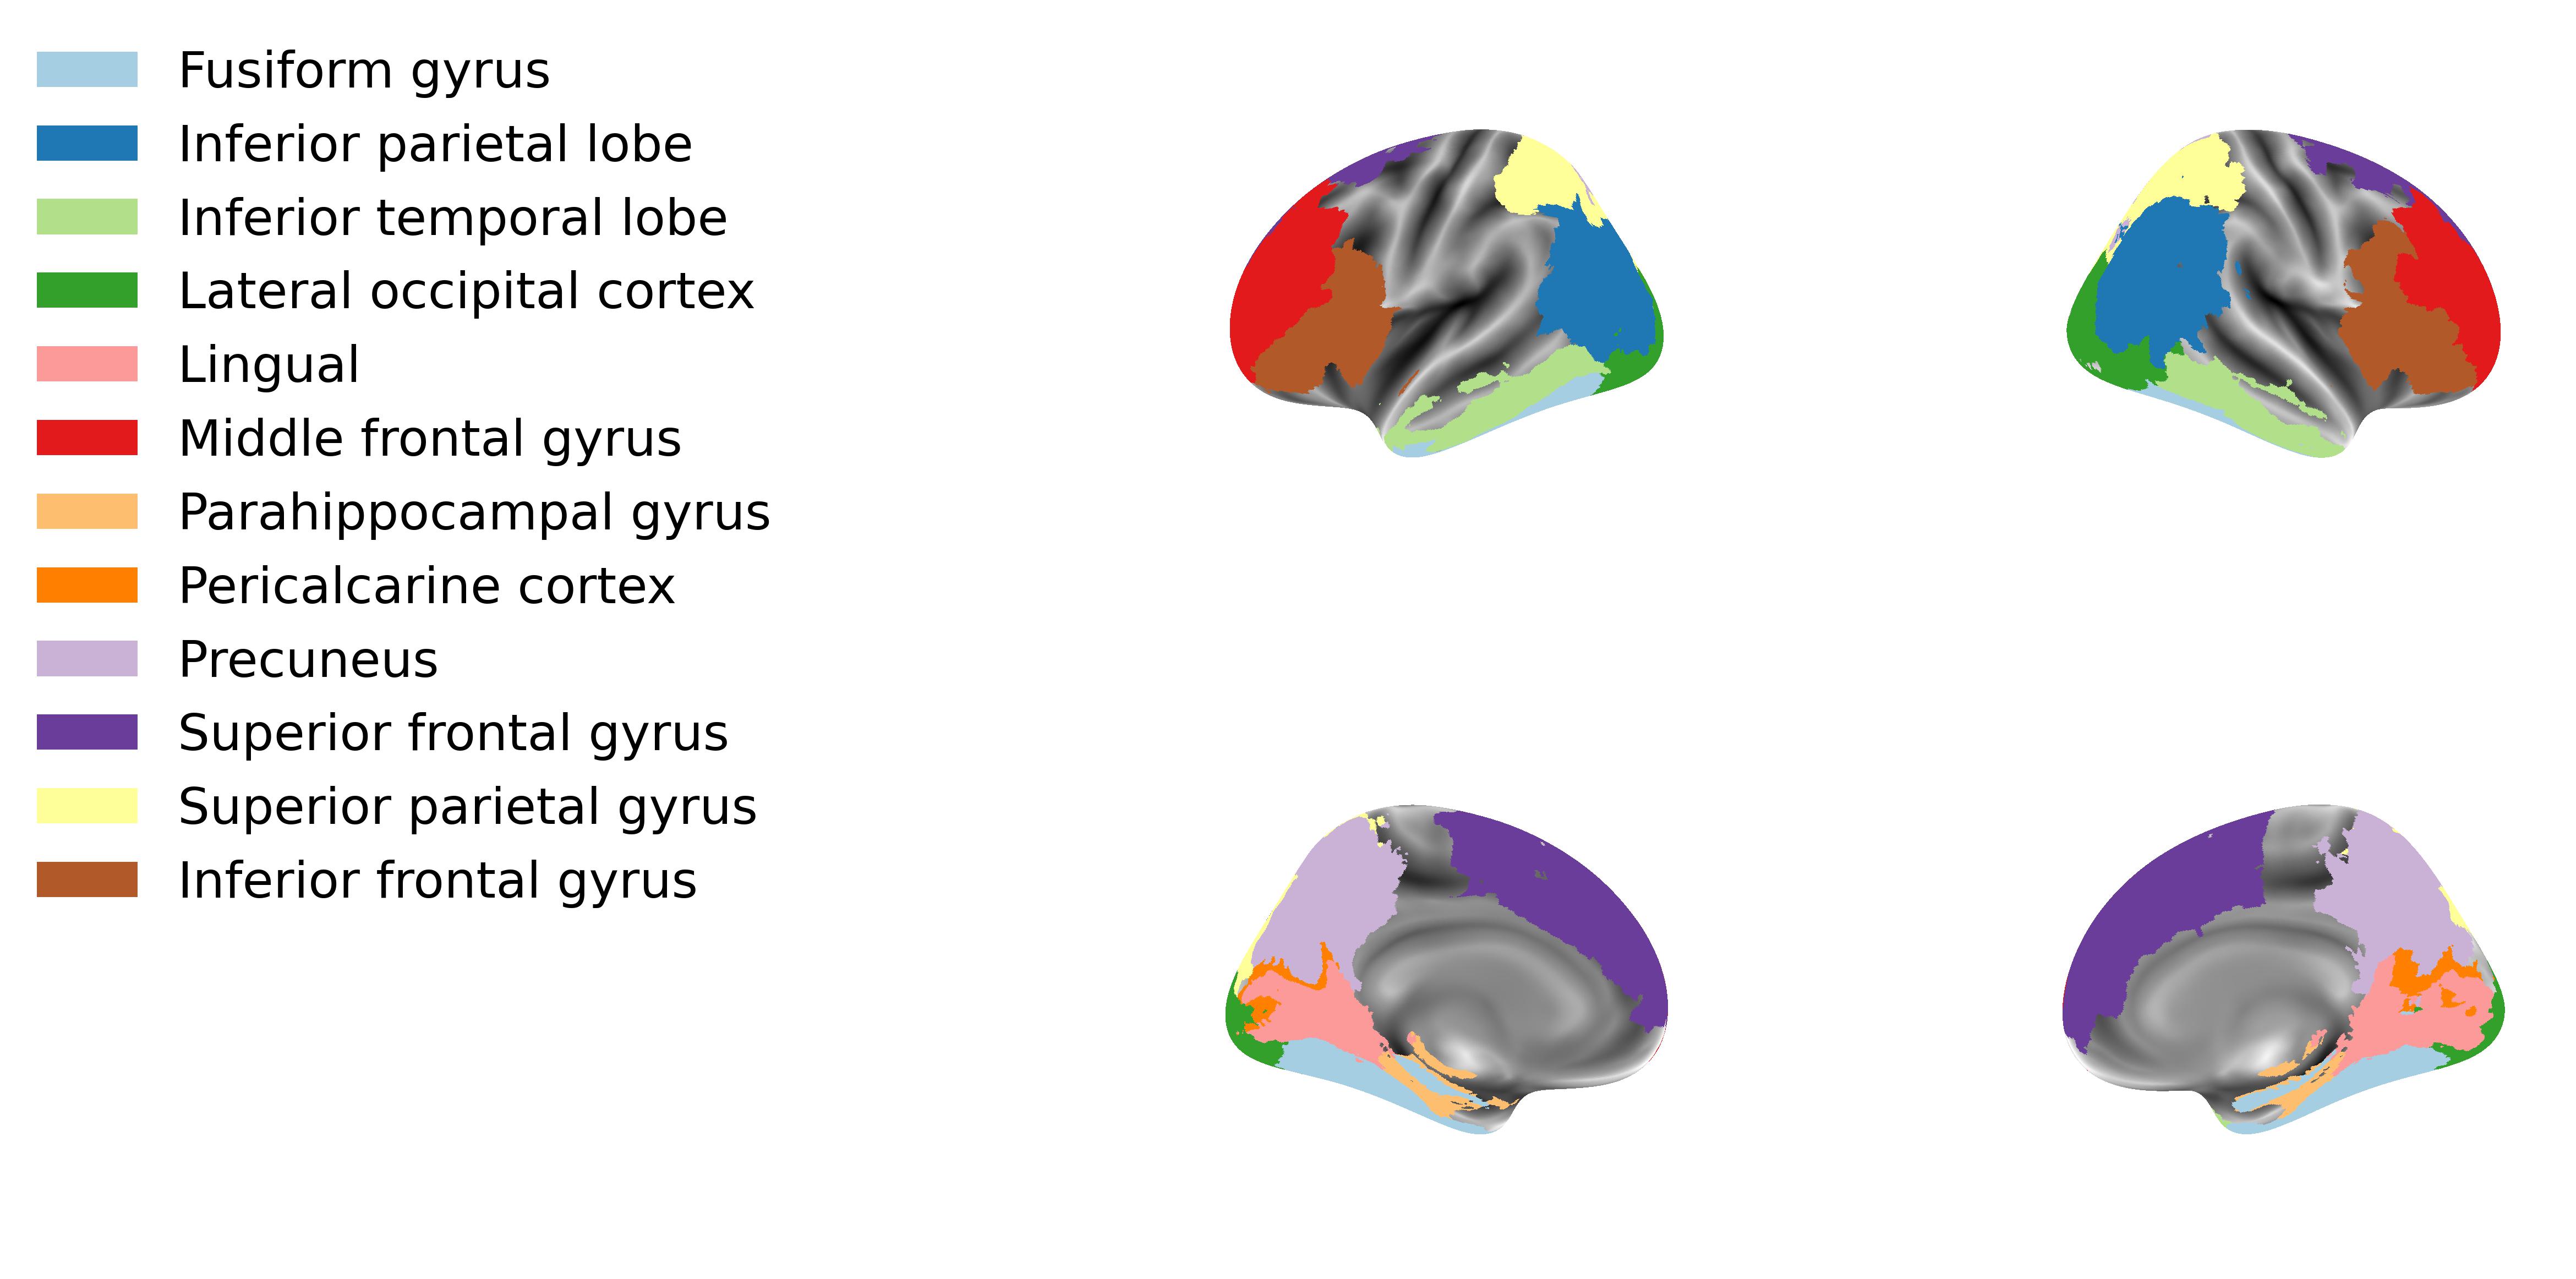 Fusiform gyrus
Inferior parietal lobe
Inferior temporal lobe
Lateral occipital cortex
Lingual
Middle frontal gyrus
Parahippocampal gyrus
Pericalcarine cortex
Precuneus
Superior frontal gyrus
Superior parietal gyrus
Inferior frontal gyrus